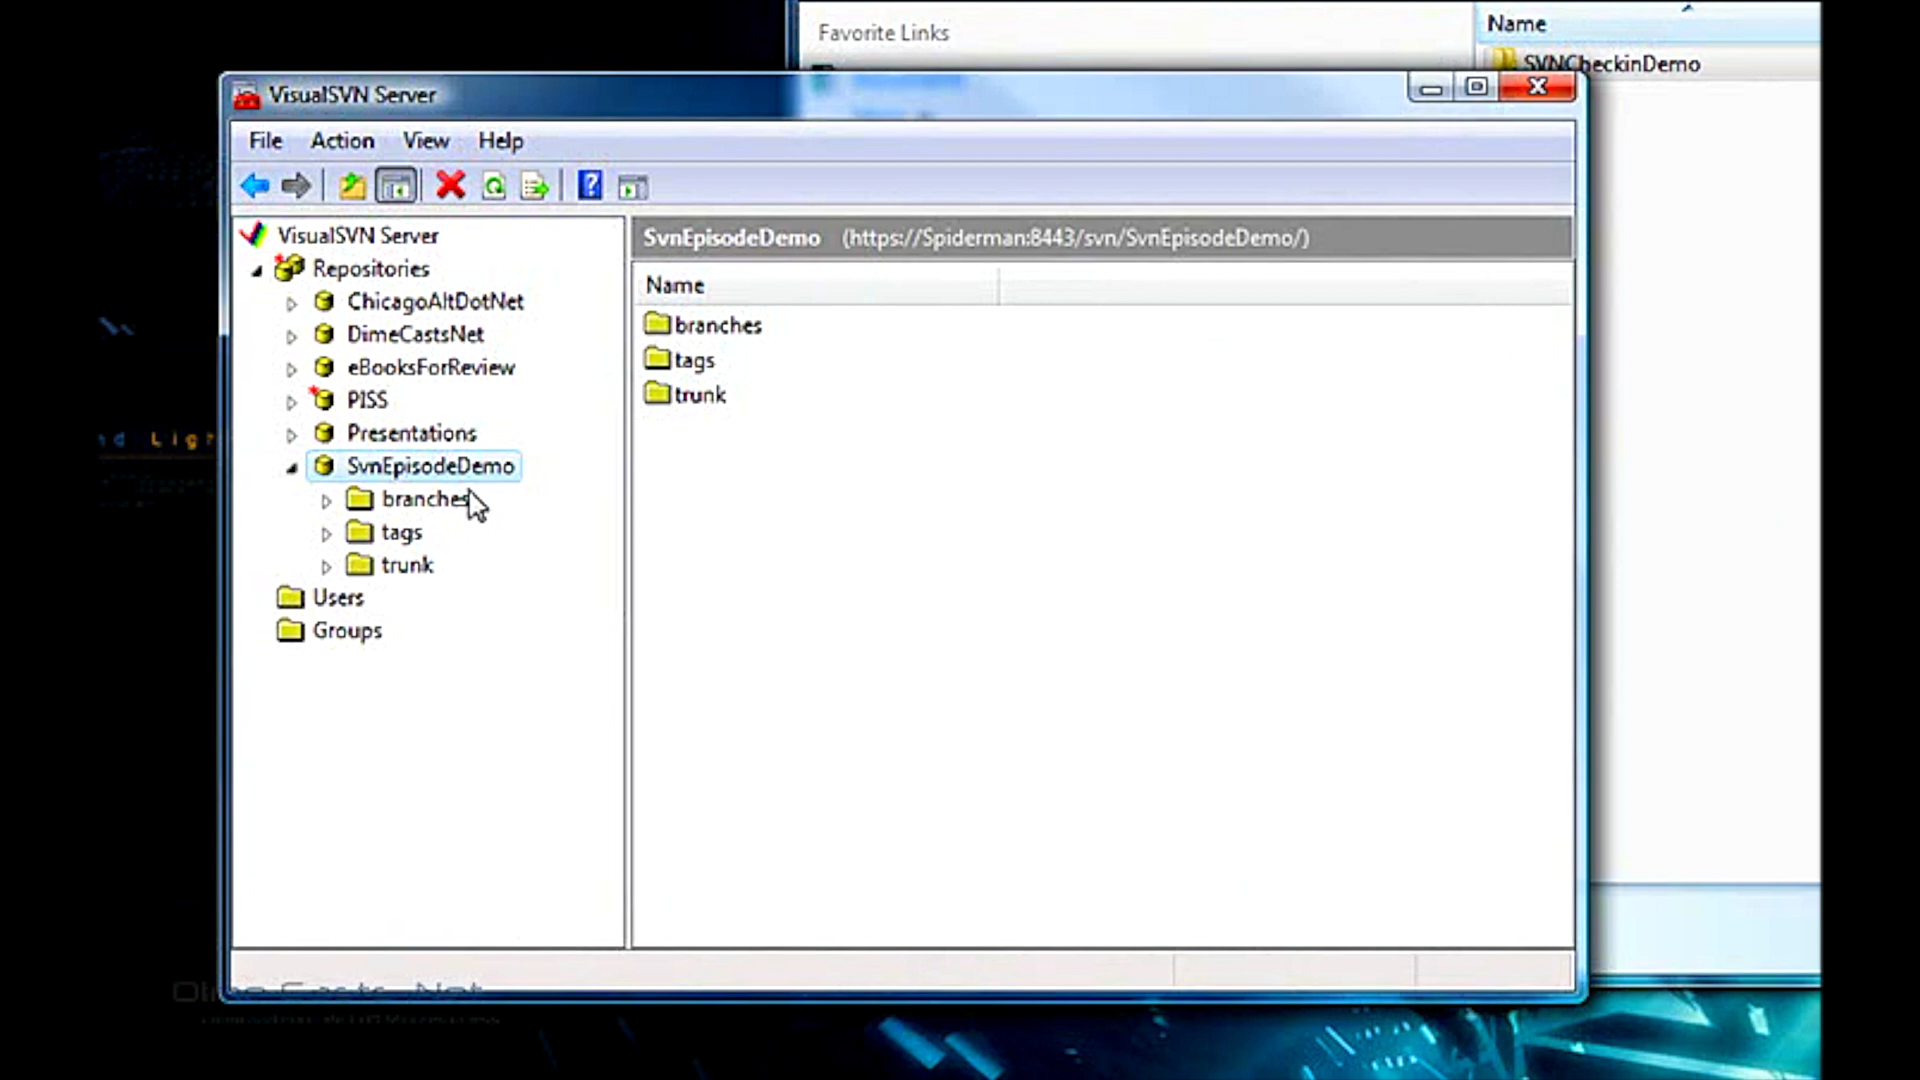 Favorite Links
Name
SVNCheckinDemo
VisualSVN Server
File Action View Help
VisualSVN Server
Repositories
ChicagoAltDotNet
DimeCastsNet
eBooksForReview
PISS
Presentations
SvnEpisodeDemo
branches
tags
trunk
Users
Groups
SvnEpisodeDemo (https://Spiderman:8443/svn/SvnEpisodeDemo/)
Name
branches
tags
trunk